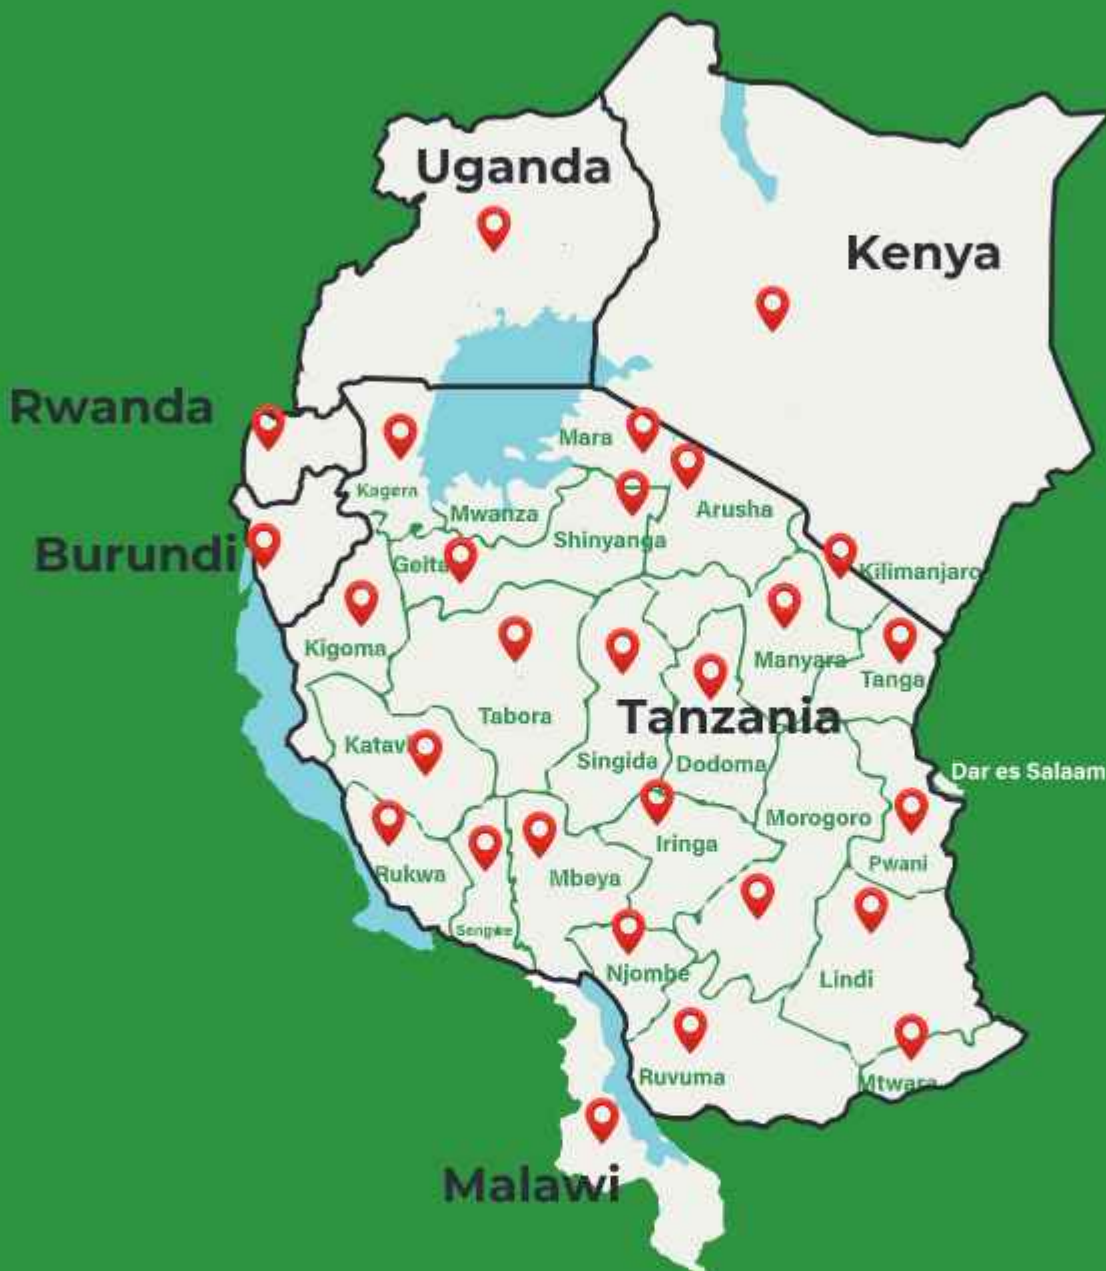 Uganda
Kenya
Rwanda
Mara
Kagera
Mwanza
Arusha
Shinyanga
Burundi
Geita
Kilimanjaro
Kigoma
Manyara
Tanga
Tabora
Tanzania
Katavi
Singida
Dodoma
Dar es Salaam
Morogoro
Iringa
Pwani
Rukwa
Mbeya
Njombe
Lindi
Ruvuma
Mtwara
Malawi